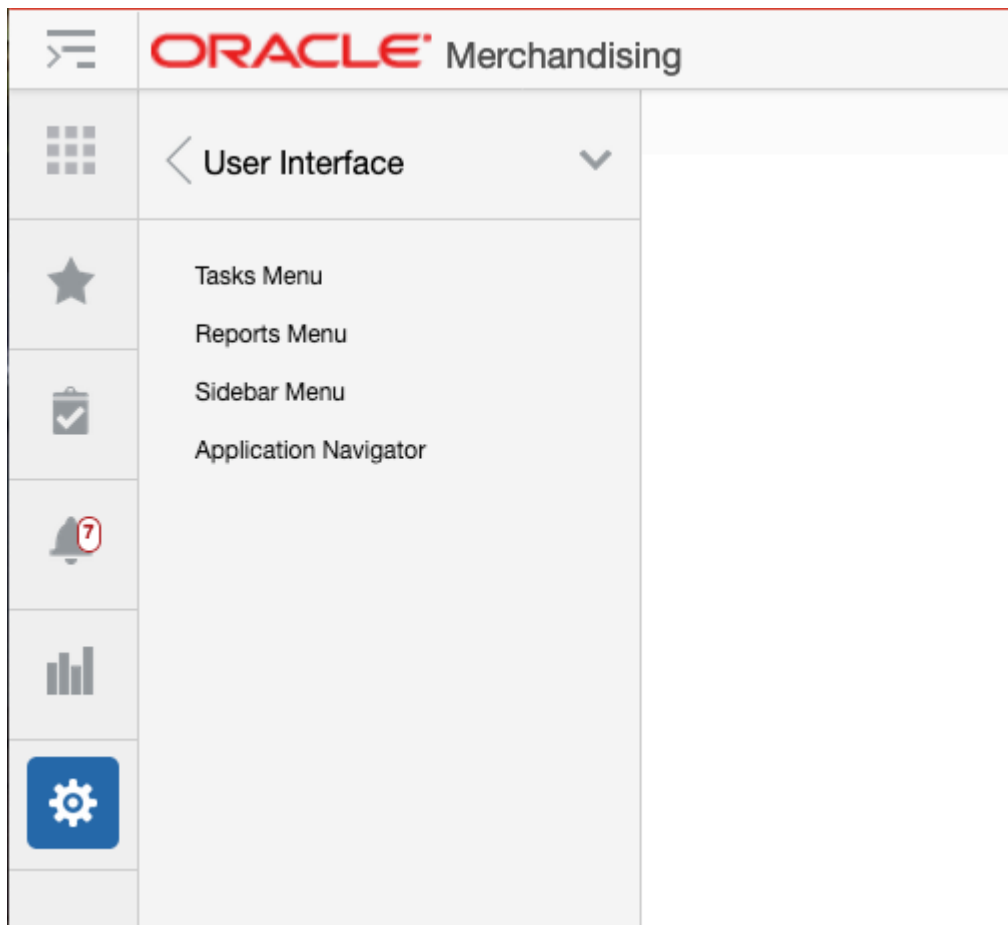 ORACLE Merchandising
User Interface
Tasks Menu
Reports Menu
Sidebar Menu
Application Navigator
7